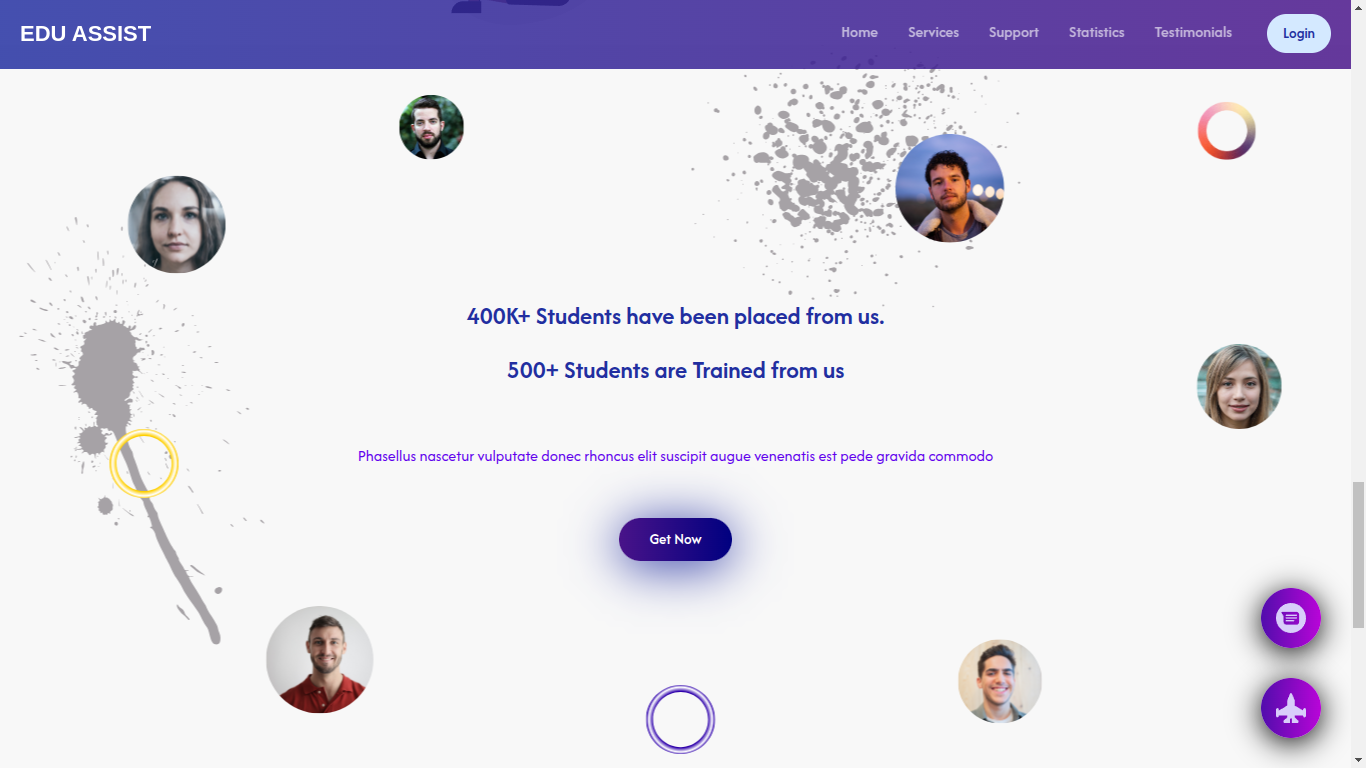 EDU ASSIST
Home Services Support Statistics Testimonials Login
400K+ Students have been placed from us.
500+ Students are Trained from us
Phasellus nascetur vulputate donec rhoncus elit suscipit augue venenatis est pede gravida commodo
Get Now